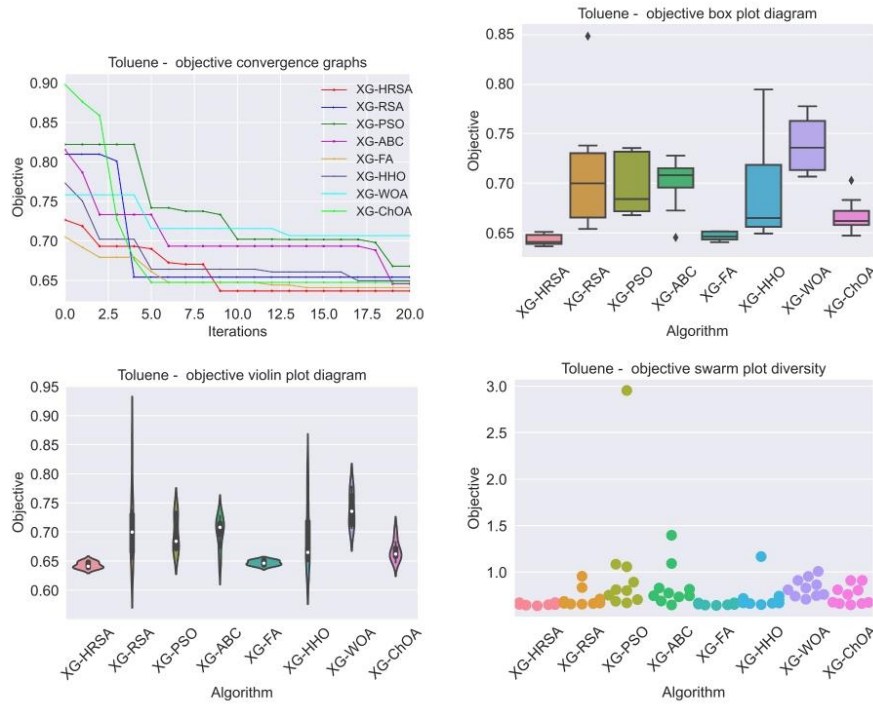 Toluene - objective convergence graphs
Objective
0.90
0.85
0.80
0.75
0.70
0.65
0.0
2.5
5.0
7.5
10.0
12.5
15.0
17.5
20.0
Iterations
XG-HRSA
XG-RSA
XG-PSO
XG-ABC
XG-FA
XG-HHO
XG-WOA
XG-ChOA
Toluene - objective box plot diagram
Objective
0.85
0.80
0.75
0.70
0.65
XG-HRSA
XG-RSA
XG-PSO
XG-ABC
XG-FA
XG-HHO
XG-WOA
XG-ChOA
Algorithm
Toluene - objective violin plot diagram
Objective
0.95
0.90
0.85
0.80
0.75
0.70
0.65
0.60
XG-HRSA
XG-RSA
XG-PSO
XG-ABC
XG-FA
XG-HHO
XG-WOA
XG-ChOA
Algorithm
Toluene - objective swarm plot diversity
Objective
3.0
2.5
2.0
1.5
1.0
XG-HRSA
XG-RSA
XG-PSO
XG-ABC
XG-FA
XG-HHO
XG-WOA
XG-ChOA
Algorithm